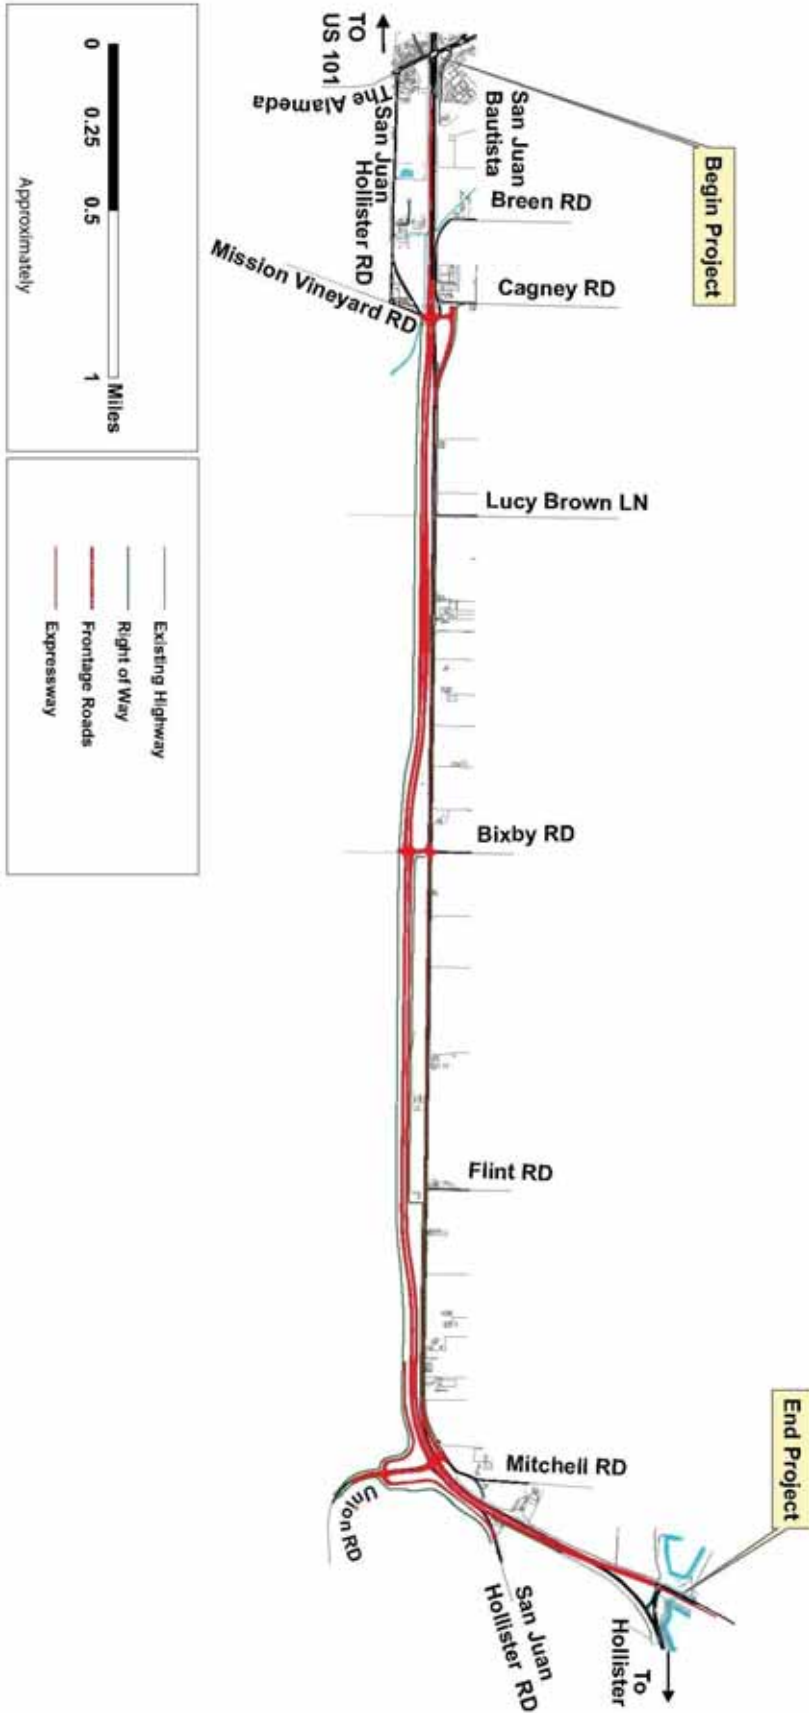 TO
US 101
The Alameda
San Juan
Hollister RD
San Juan
Bautista
Begin Project
Breen RD
Cagney RD
Mission Vineyard RD
Lucy Brown LN
Bixby RD
Flint RD
Mitchell RD
Union RD
San Juan
Hollister RD
To
Hollister
End Project
0 0.25 0.5 1 Miles
Approximately
Existing Highway
Right of Way
Frontage Roads
Expressway